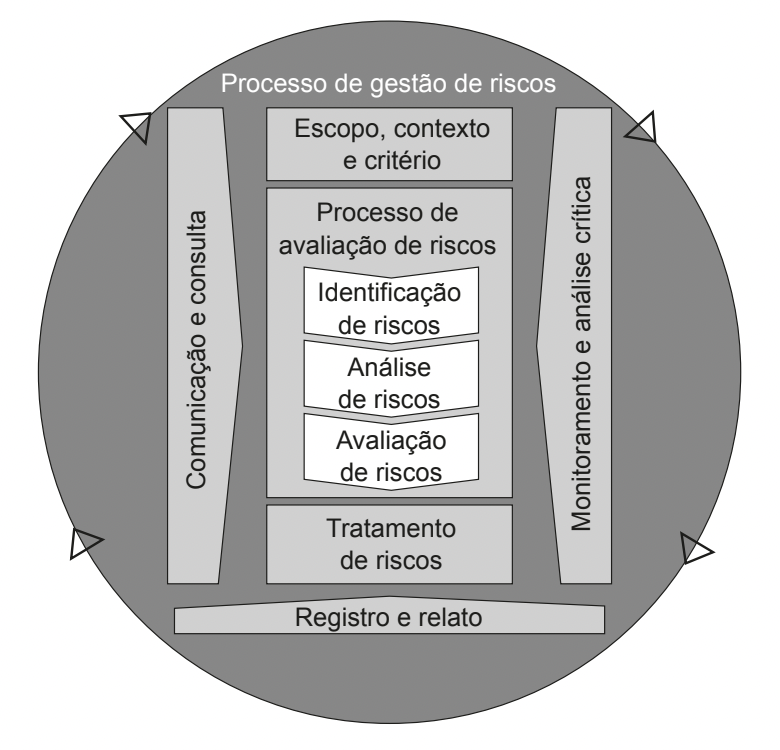 Processo de gestão de riscos
Escopo, contexto
e critério
Processo de
avaliação de riscos
Identificação
de riscos
Análise
de riscos
Avaliação
de riscos
Tratamento
de riscos
Comunicação e consulta
Monitoramento e análise crítica
Registro e relato